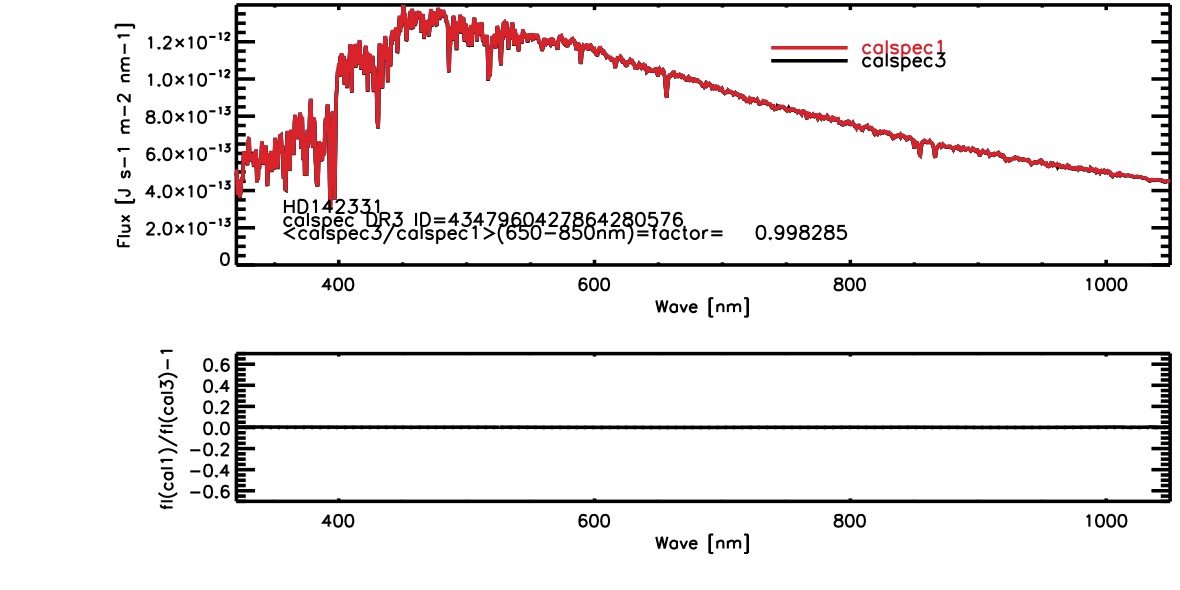 Flux [J s−1 m−2 nm−1]
1.2×10−12
1.0×10−12
8.0×10−13
6.0×10−13
4.0×10−13
2.0×10−13
0
calspec1
calspec3
HD142331
calspec DR3 ID=4347960427864280576
<calspec3/calspec1>(650−850nm)=factor= 0.998285
400 600 800 1000
Wave [nm]
fl(cal1)/fl(cal3)−1
0.6
0.4
0.2
0.0
−0.2
−0.4
−0.6
400 600 800 1000
Wave [nm]